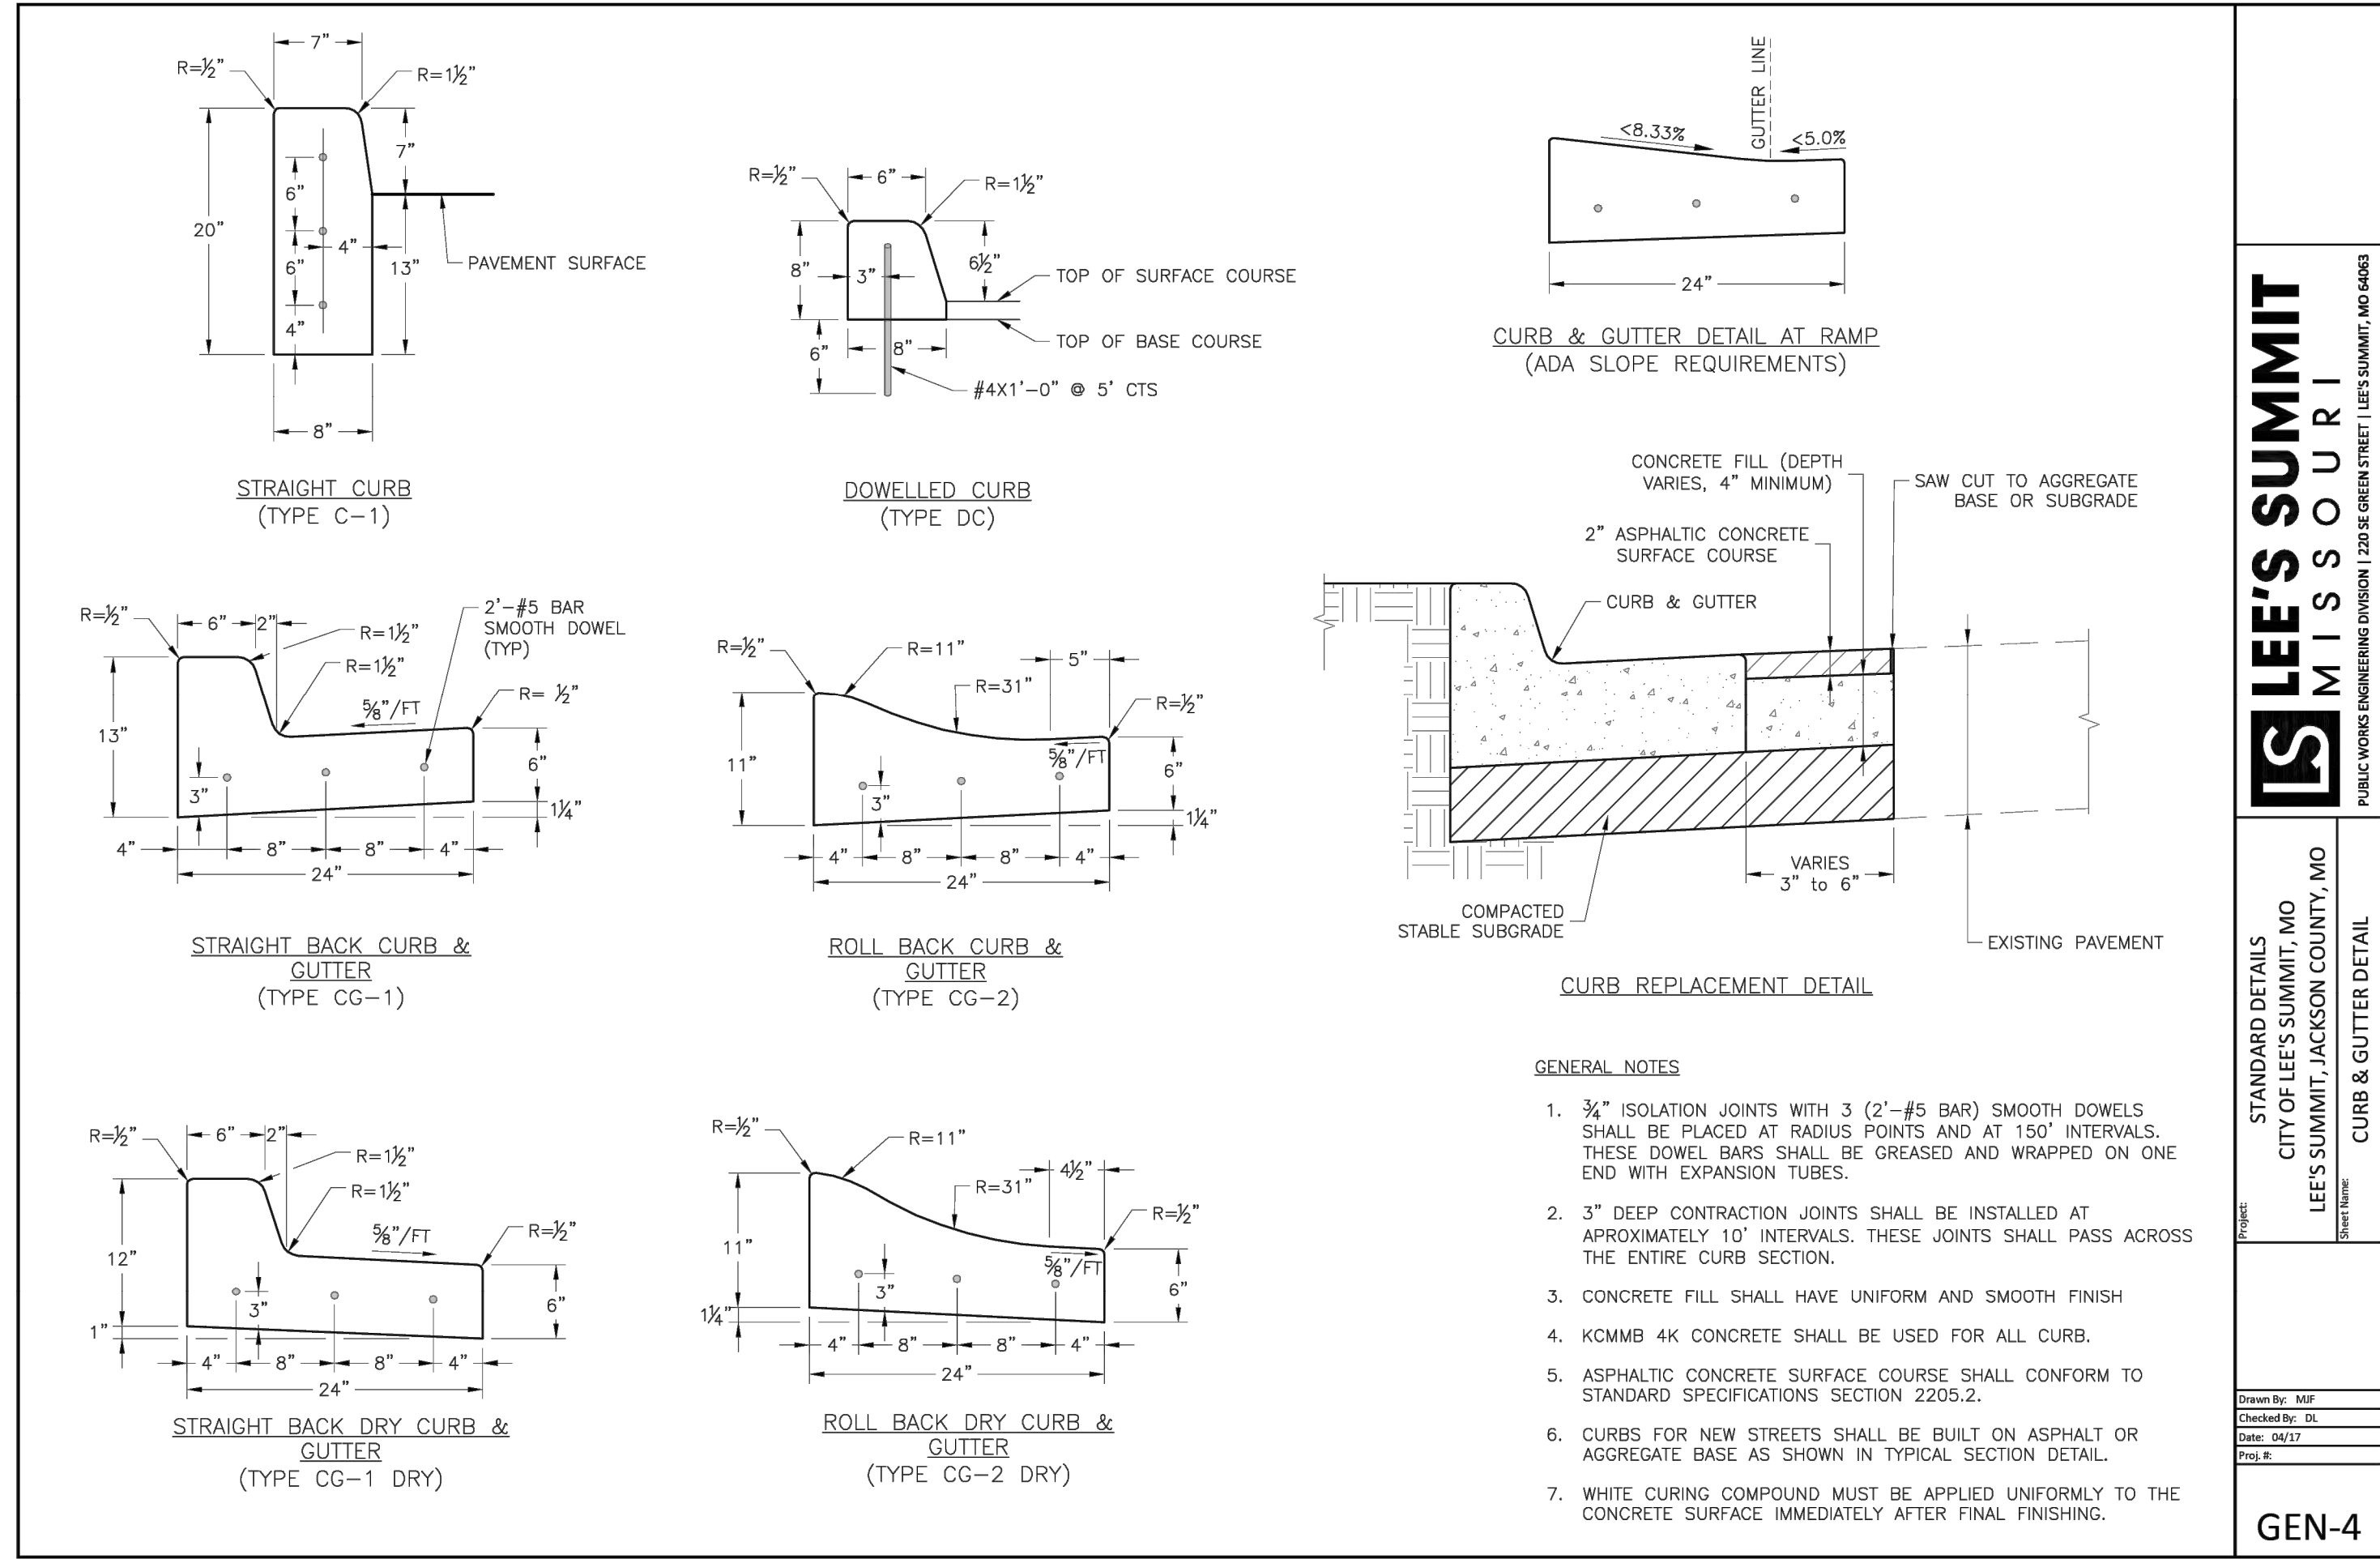 7"
R=½"
R=1½"
7"
6"
20"
4"
6"
13"
PAVEMENT SURFACE
4"
8"
STRAIGHT CURB
(TYPE C-1)
R=½"
6"
R=1½"
8"
3"
6½"
TOP OF SURFACE COURSE
TOP OF BASE COURSE
6"
8"
#4X1'-0" @ 5' CTS
DOWELLED CURB
(TYPE DC)
GUTTER LINE
<8.33%
<5.0%
24"
CURB & GUTTER DETAIL AT RAMP
(ADA SLOPE REQUIREMENTS)
R=½"
6"
2"
R=1½"
R=1½"
2'-#5 BAR
SMOOTH DOWEL
(TYP)
⅝"/FT
R= ½"
13"
6"
3"
1¼"
4"
8"
8"
4"
24"
STRAIGHT BACK CURB &
GUTTER
(TYPE CG-1)
R=½"
R=11"
5"
R=31"
R=½"
⅝"/FT
11"
6"
3"
1¼"
4"
8"
8"
4"
24"
ROLL BACK CURB &
GUTTER
(TYPE CG-2)
CONCRETE FILL (DEPTH
VARIES, 4" MINIMUM)
SAW CUT TO AGGREGATE
BASE OR SUBGRADE
2" ASPHALTIC CONCRETE
SURFACE COURSE
CURB & GUTTER
VARIES
3" to 6"
COMPACTED
STABLE SUBGRADE
EXISTING PAVEMENT
CURB REPLACEMENT DETAIL
R=½"
6"
2"
R=1½"
R=1½"
⅝"/FT
R=½"
12"
3"
6"
1"
4"
8"
8"
4"
24"
STRAIGHT BACK DRY CURB &
GUTTER
(TYPE CG-1 DRY)
R=½"
R=11"
4½"
R=31"
R=½"
11"
⅝"/FT
3"
6"
1¼"
4"
8"
8"
4"
24"
ROLL BACK DRY CURB &
GUTTER
(TYPE CG-2 DRY)
GENERAL NOTES
1. ¾" ISOLATION JOINTS WITH 3 (2'-#5 BAR) SMOOTH DOWELS
SHALL BE PLACED AT RADIUS POINTS AND AT 150' INTERVALS.
THESE DOWEL BARS SHALL BE GREASED AND WRAPPED ON ONE
END WITH EXPANSION TUBES.
2. 3" DEEP CONTRACTION JOINTS SHALL BE INSTALLED AT
APROXIMATELY 10' INTERVALS. THESE JOINTS SHALL PASS ACROSS
THE ENTIRE CURB SECTION.
3. CONCRETE FILL SHALL HAVE UNIFORM AND SMOOTH FINISH
4. KCMMB 4K CONCRETE SHALL BE USED FOR ALL CURB.
5. ASPHALTIC CONCRETE SURFACE COURSE SHALL CONFORM TO
STANDARD SPECIFICATIONS SECTION 2205.2.
6. CURBS FOR NEW STREETS SHALL BE BUILT ON ASPHALT OR
AGGREGATE BASE AS SHOWN IN TYPICAL SECTION DETAIL.
7. WHITE CURING COMPOUND MUST BE APPLIED UNIFORMLY TO THE
CONCRETE SURFACE IMMEDIATELY AFTER FINAL FINISHING.
LS
LEE'S SUMMIT
MISSOURI
PUBLIC WORKS ENGINEERING DIVISION | 220 SE GREEN STREET | LEE'S SUMMIT, MO 64063
Project:
STANDARD DETAILS
CITY OF LEE'S SUMMIT, MO
LEE'S SUMMIT, JACKSON COUNTY, MO
Sheet Name:
CURB & GUTTER DETAIL
Drawn By: MJF
Checked By: DL
Date: 04/17
Proj. #:
GEN-4